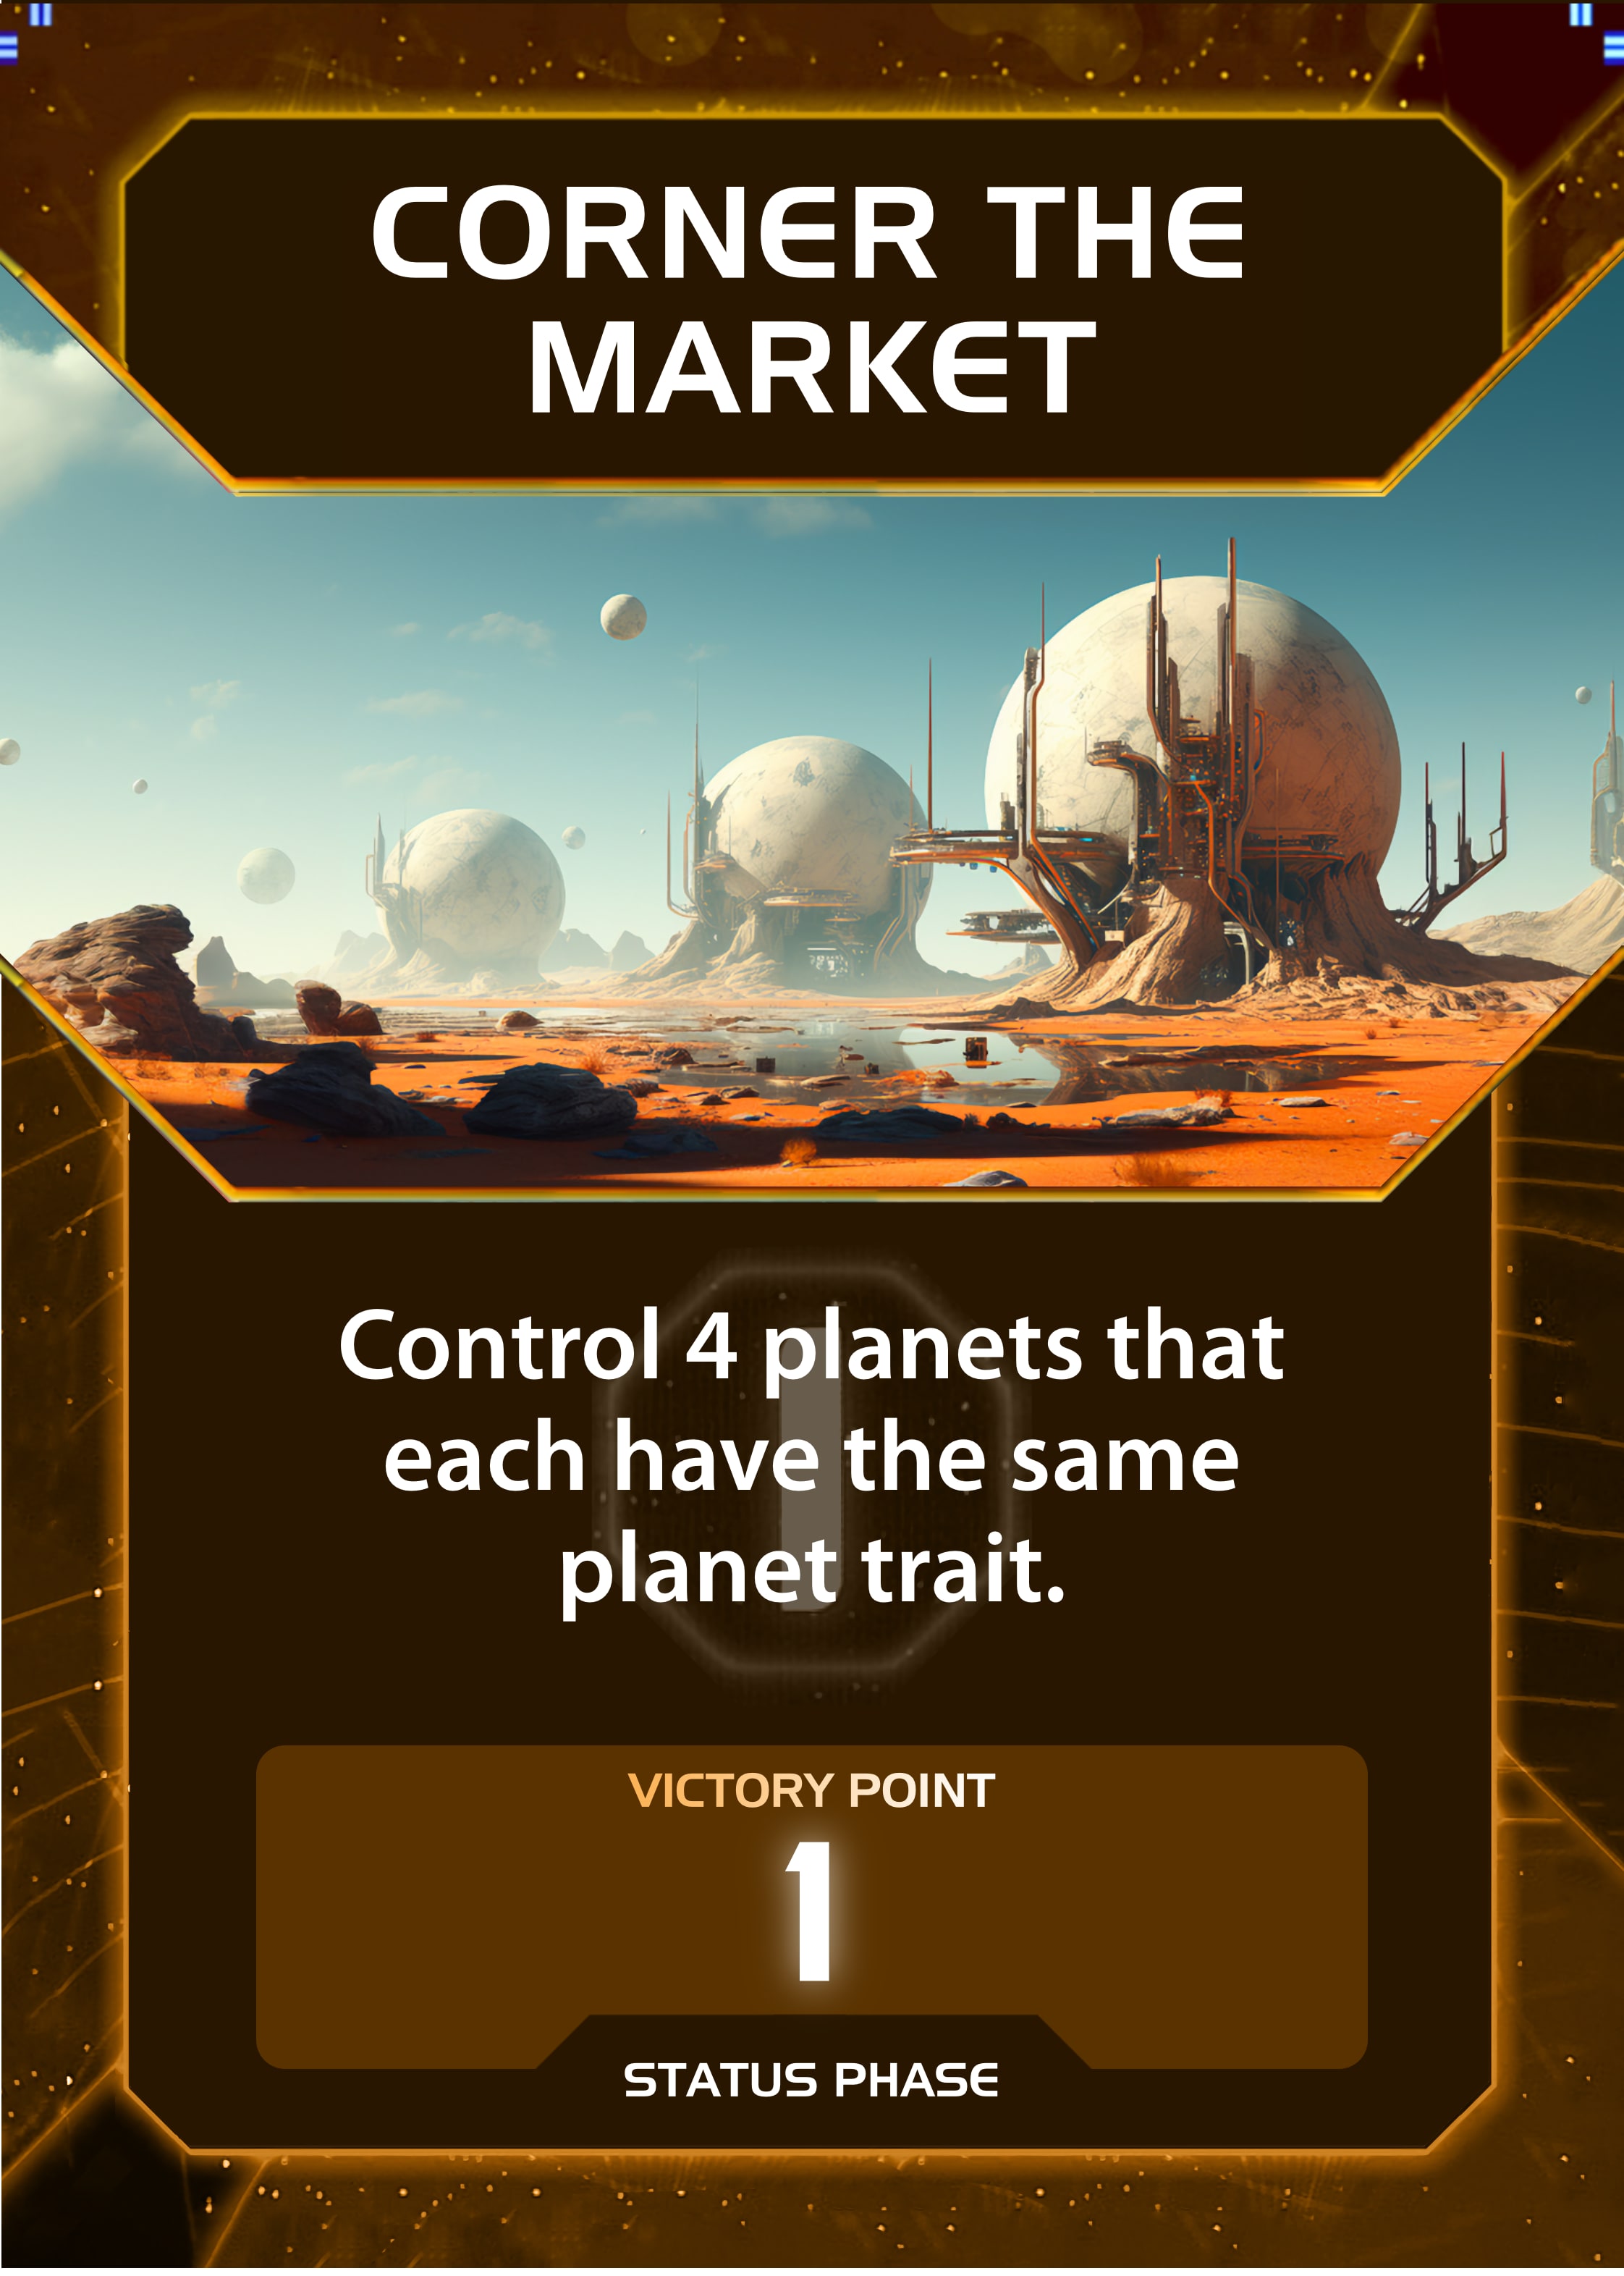 CORNER THE
MARKET
Control 4 planets that
each have the same
planet trait.
VICTORY POINT
1
STATUS PHASE